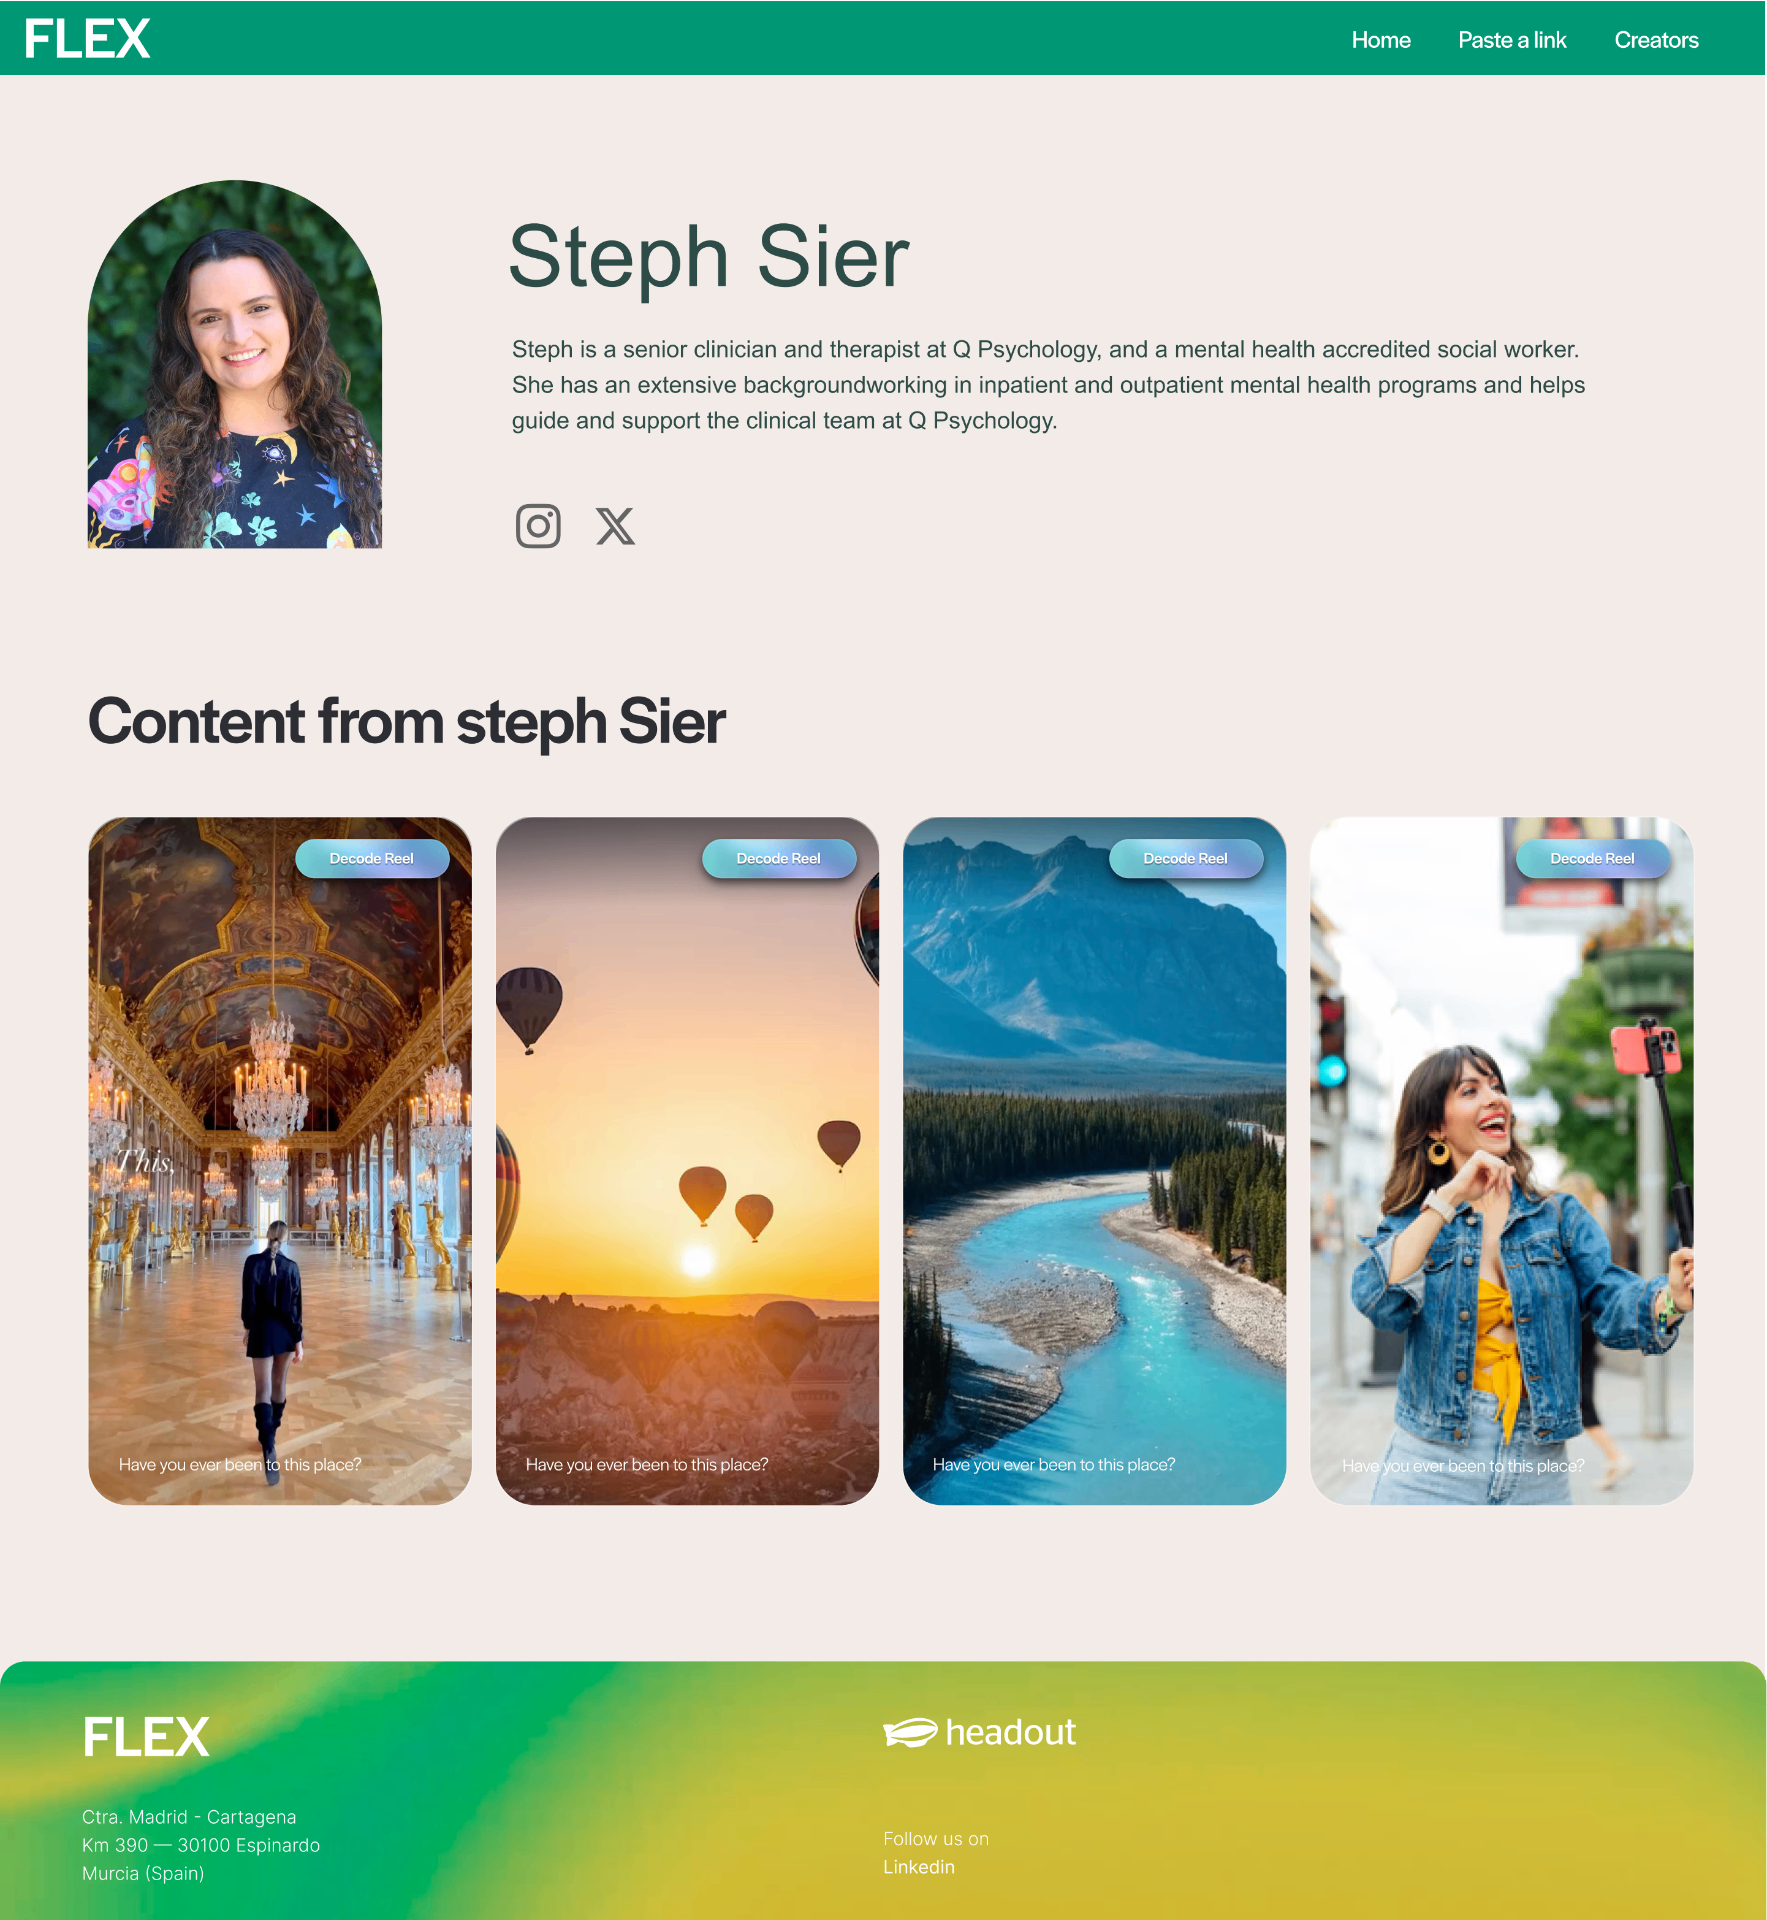 FLEX
Home
Paste a link
Creators
Steph Sier
Steph is a senior clinician and therapist at Q Psychology, and a mental health accredited social worker.
She has an extensive backgroundworking in inpatient and outpatient mental health programs and helps
guide and support the clinical team at Q Psychology.
Content from steph Sier
Decode Reel
This,
Have you ever been to this place?
Decode Reel
Have you ever been to this place?
Decode Reel
Have you ever been to this place?
Decode Reel
Have you ever been to this place?
FLEX
Ctra. Madrid - Cartagena
Km 390 — 30100 Espinardo
Murcia (Spain)
headout
Follow us on
Linkedin